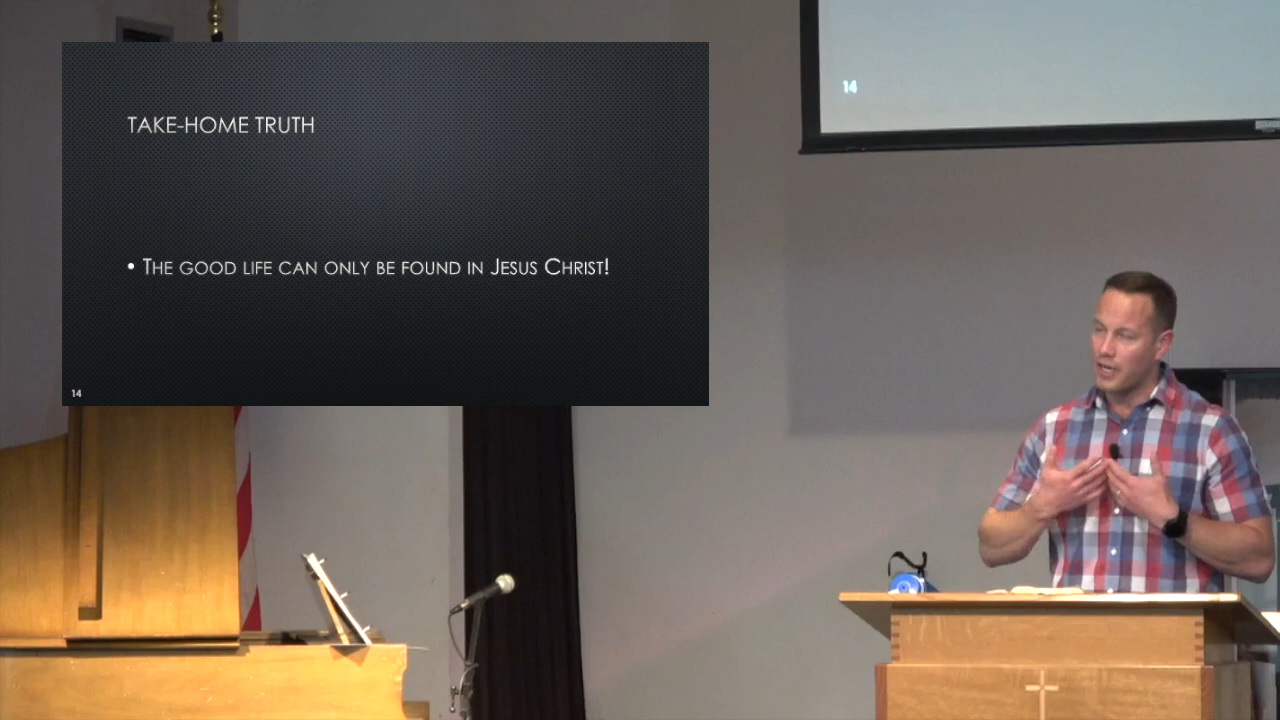 TAKE-HOME TRUTH
• THE GOOD LIFE CAN ONLY BE FOUND IN JESUS CHRIST!
14
14